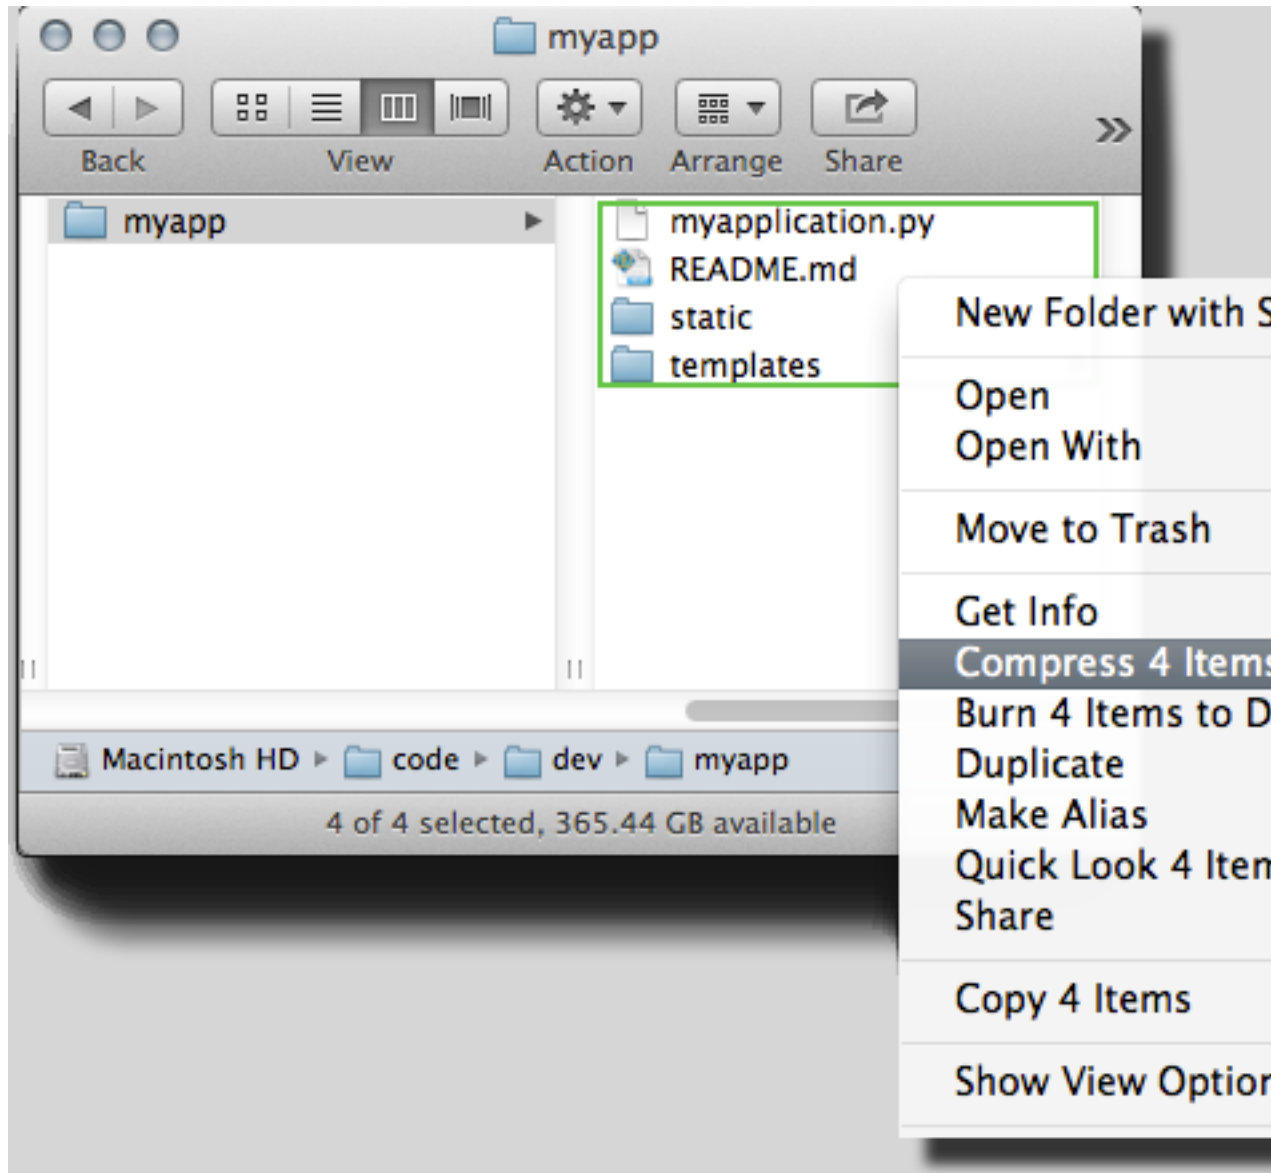 myapp
Back View Action Arrange Share
myapp
myapplication.py
README.md
static
templates
New Folder with S
Open
Open With
Move to Trash
Get Info
Compress 4 Items
Burn 4 Items to D
Duplicate
Make Alias
Quick Look 4 Item
Share
Copy 4 Items
Show View Option
Macintosh HD code dev myapp
4 of 4 selected, 365.44 GB available